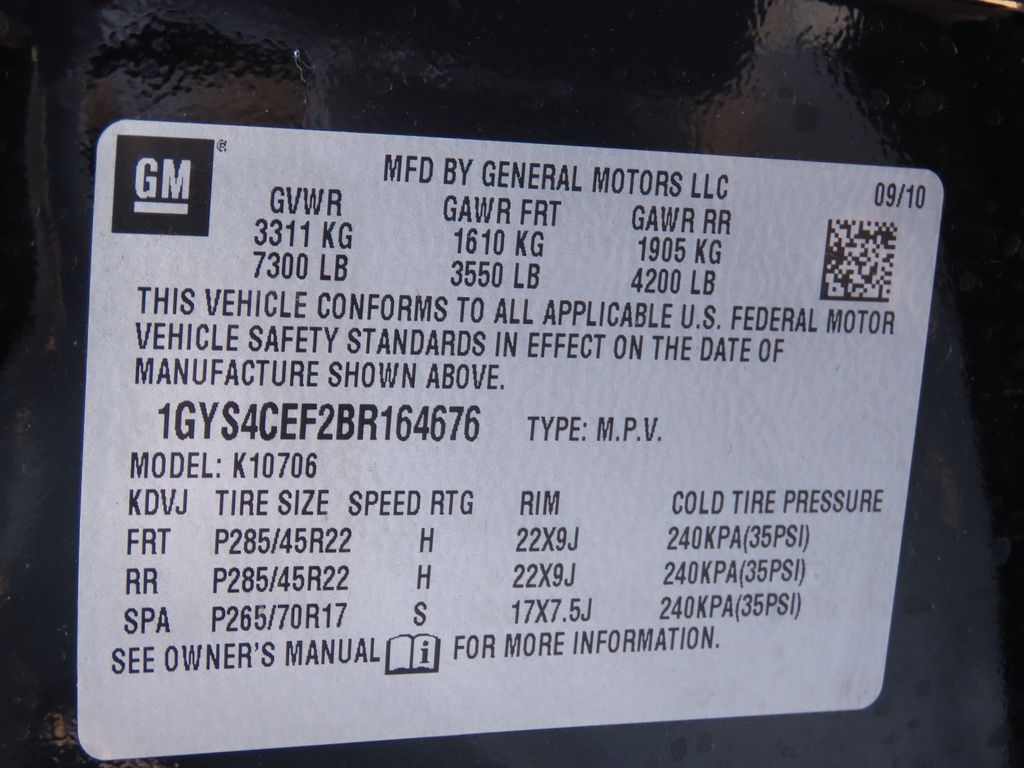 GM ®
MFD BY GENERAL MOTORS LLC 09/10
GVWR GAWR FRT GAWR RR
3311 KG 1610 KG 1905 KG
7300 LB 3550 LB 4200 LB
THIS VEHICLE CONFORMS TO ALL APPLICABLE U.S. FEDERAL MOTOR
VEHICLE SAFETY STANDARDS IN EFFECT ON THE DATE OF
MANUFACTURE SHOWN ABOVE.
1GYS4CEF2BR164676 TYPE: M.P.V.
MODEL: K10706
KDVJ TIRE SIZE SPEED RTG RIM COLD TIRE PRESSURE
FRT P285/45R22 H 22X9J 240KPA(35PSI)
RR P285/45R22 H 22X9J 240KPA(35PSI)
SPA P265/70R17 S 17X7.5J 240KPA(35PSI)
SEE OWNER'S MANUAL i FOR MORE INFORMATION.